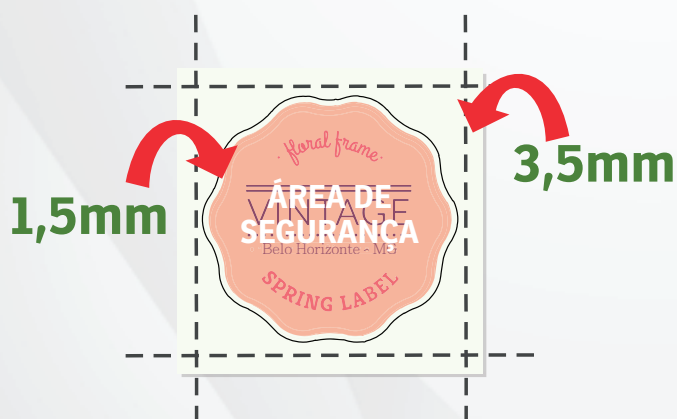 · floral frame ·
VINTAGE
ÁREA DE
SEGURANÇA
Belo Horizonte - MG
SPRING LABEL
1,5mm
3,5mm